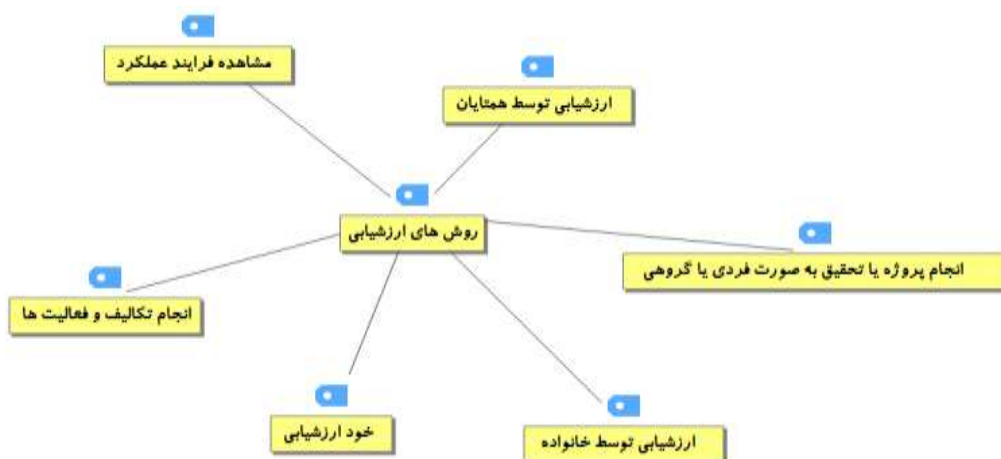 مشاهده فرایند عملکرد
ارزشیابی توسط همتایان
روش های ارزشیابی
انجام پروژه یا تحقیق به صورت فردی یا گروهی
انجام تکالیف و فعالیت ها
خود ارزشیابی
ارزشیابی توسط خانواده